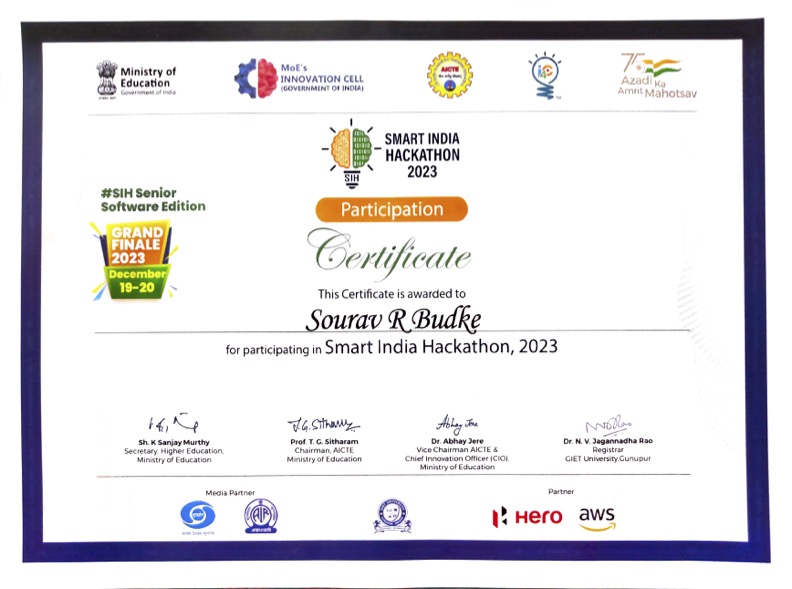 Ministry of
Education
Government of India
MoE's
INNOVATION CELL
(GOVERNMENT OF INDIA)
AICTE
75
Azadi Ka
Amrit Mahotsav
SMART INDIA
HACKATHON
2023
SIH
#SIH Senior
Software Edition
GRAND
FINALE
2023
December
19-20
Participation
Certificate
This Certificate is awarded to
Sourav R Budke
for participating in Smart India Hackathon, 2023
T.G. Sitharam
Abhay Jere
Sh. K Sanjay Murthy
Secretary, Higher Education,
Ministry of Education
Prof. T. G. Sitharam
Chairman, AICTE
Ministry of Education
Dr. Abhay Jere
Vice Chairman AICTE &
Chief Innovation Officer (CIO),
Ministry of Education
Dr. N. V. Jagannadha Rao
Registrar
GIET University,Gunupur
Media Partner
Partner
AIR
Hero
aws